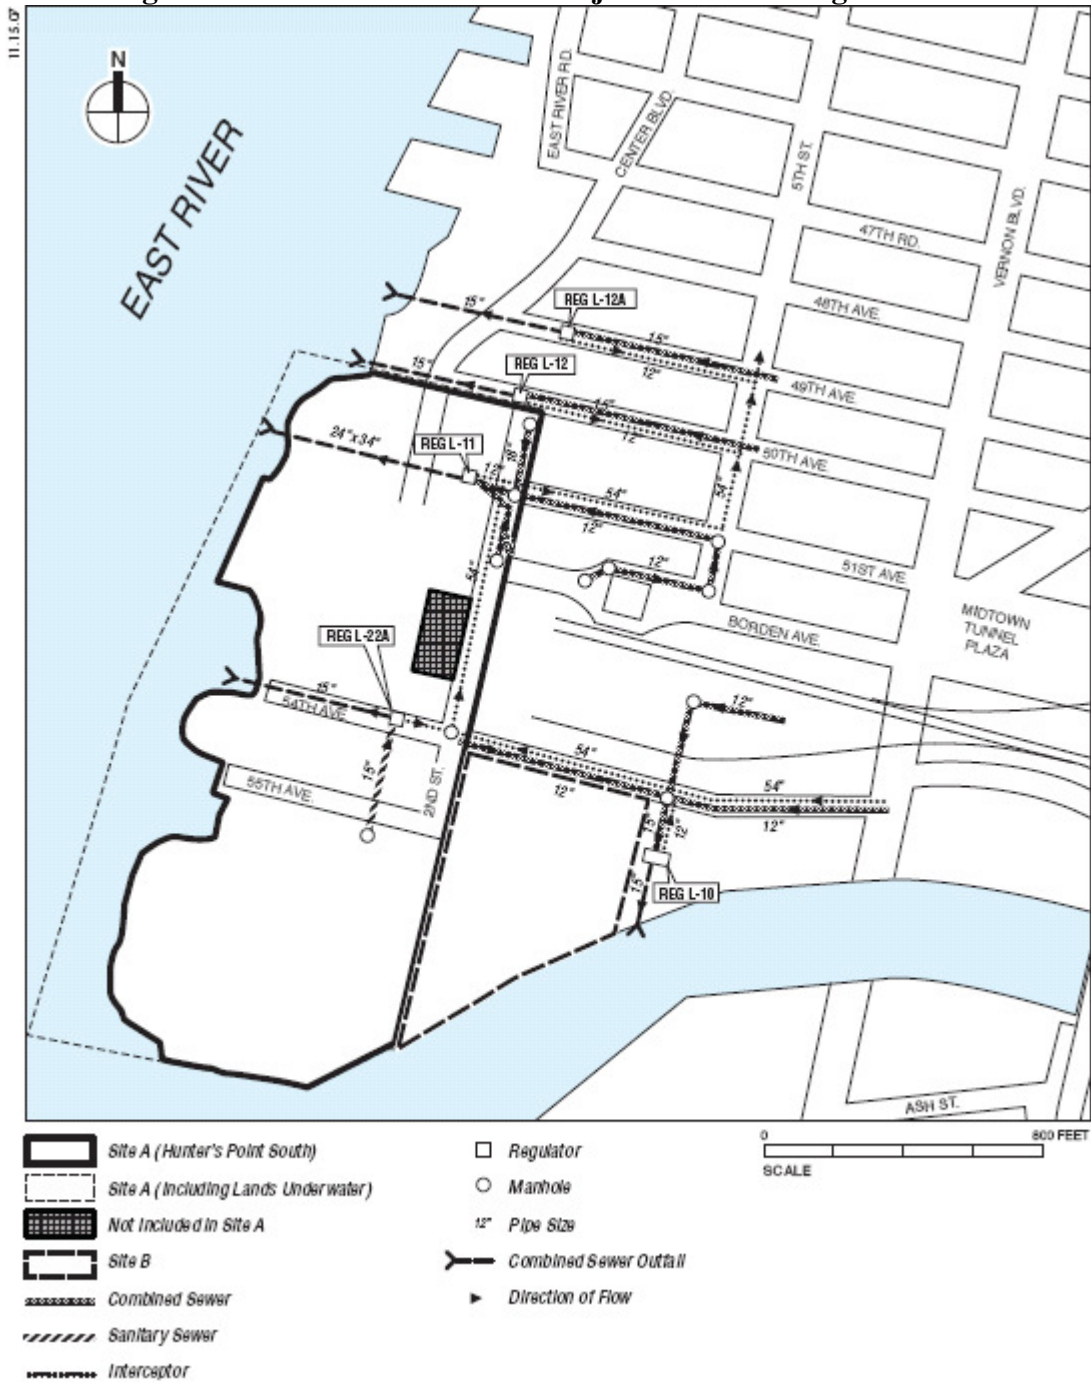 11.15.07
N
EAST RIVER
EAST RIVER RD.
CENTER BLVD.
5TH ST.
VERNON BLVD.
47TH RD.
48TH AVE.
REG L-12A
15"
15"
12"
49TH AVE.
REG L-12
15"
15"
12"
50TH AVE.
REG L-11
24"x34"
12"
18"
54"
12"
54"
51ST AVE.
12"
54"
BORDEN AVE.
MIDTOWN
TUNNEL
PLAZA
REG L-22A
15"
54TH AVE.
12"
54"
54"
12"
15"
55TH AVE.
2ND ST.
12"
15"
12"
15"
REG L-10
ASH ST.
0
800 FEET
SCALE
Site A (Hunter's Point South)
Site A (Including Lands Underwater)
Not Included in Site A
Site B
Combined Sewer
Sanitary Sewer
Interceptor
Regulator
Manhole
12" Pipe Size
Combined Sewer Outfall
Direction of Flow